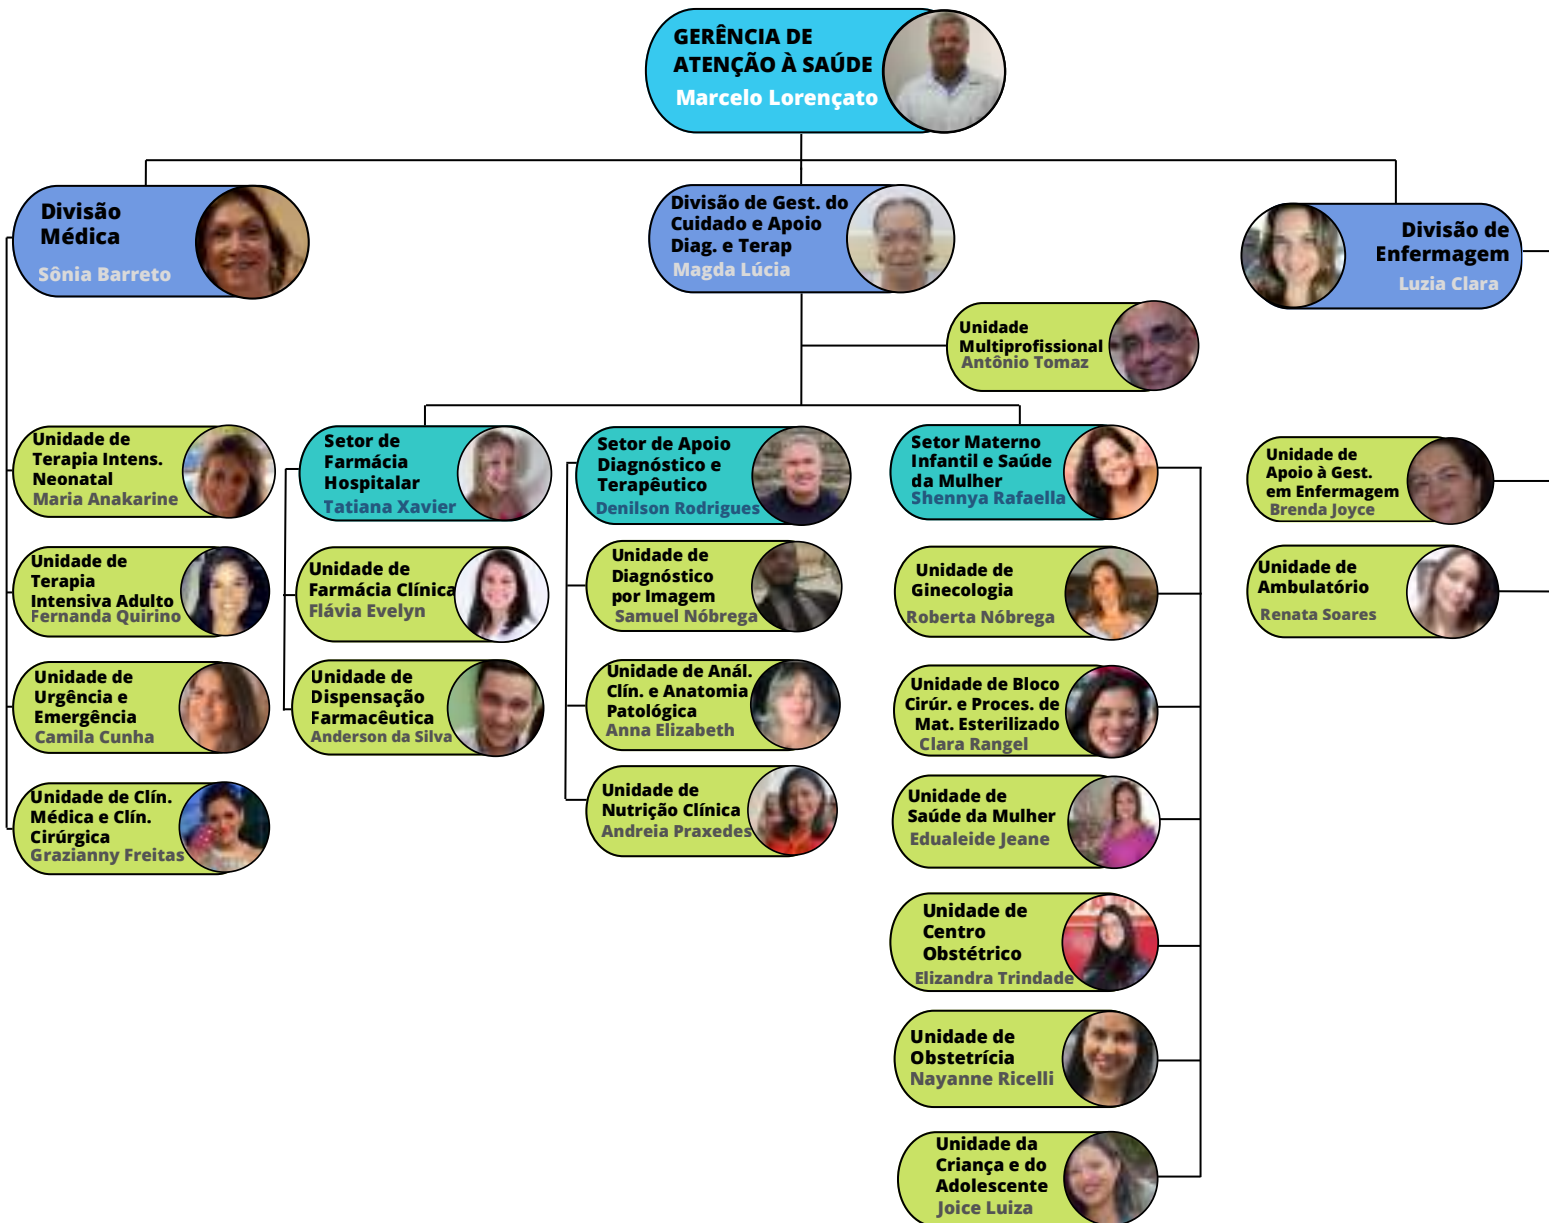 GERÊNCIA DE
ATENÇÃO À SAÚDE
Marcelo Lorençato
Divisão
Médica
Sônia Barreto
Divisão de Gest. do
Cuidado e Apoio
Diag. e Terap
Magda Lúcia
Divisão de
Enfermagem
Luzia Clara
Unidade
Multiprofissional
Antônio Tomaz
Unidade de
Terapia Intens.
Neonatal
Maria Anakarine
Unidade de
Terapia
Intensiva Adulto
Fernanda Quirino
Unidade de
Urgência e
Emergência
Camila Cunha
Unidade de Clín.
Médica e Clín.
Cirúrgica
Grazianny Freitas
Setor de
Farmácia
Hospitalar
Tatiana Xavier
Unidade de
Farmácia Clínica
Flávia Evelyn
Unidade de
Dispensação
Farmacêutica
Anderson da Silva
Setor de Apoio
Diagnóstico e
Terapêutico
Denilson Rodrigues
Unidade de
Diagnóstico
por Imagem
Samuel Nóbrega
Unidade de Anál.
Clín. e Anatomia
Patológica
Anna Elizabeth
Unidade de
Nutrição Clínica
Andreia Praxedes
Setor Materno
Infantil e Saúde
da Mulher
Shennya Rafaella
Unidade de
Ginecologia
Roberta Nóbrega
Unidade de Bloco
Cirúr. e Proces. de
Mat. Esterilizado
Clara Rangel
Unidade de
Saúde da Mulher
Edualeide Jeane
Unidade de
Centro
Obstétrico
Elizandra Trindade
Unidade de
Obstetrícia
Nayanne Ricelli
Unidade da
Criança e do
Adolescente
Joice Luiza
Unidade de
Apoio à Gest.
em Enfermagem
Brenda Joyce
Unidade de
Ambulatório
Renata Soares